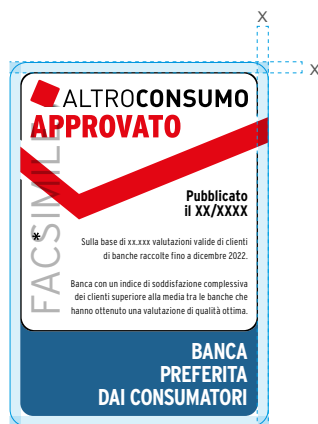 X
X
ALTROCONSUMO
APPROVATO
FACSIMILE*
Pubblicato
il XX/XXXX
Sulla base di xx.xxx valutazioni valide di clienti
di banche raccolte fino a dicembre 2022.
Banca con un indice di soddisfazione complessiva
dei clienti superiore alla media tra le banche che
hanno ottenuto una valutazione di qualità ottima.
BANCA
PREFERITA
DAI CONSUMATORI